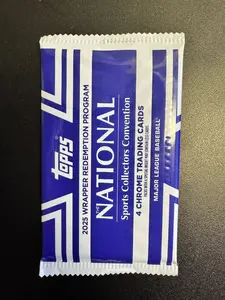 topps
2025 WRAPPER REDEMPTION PROGRAM
NATIONAL
Sports Collectors Convention
4 CHROME TRADING CARDS
MAJOR LEAGUE BASEBALL